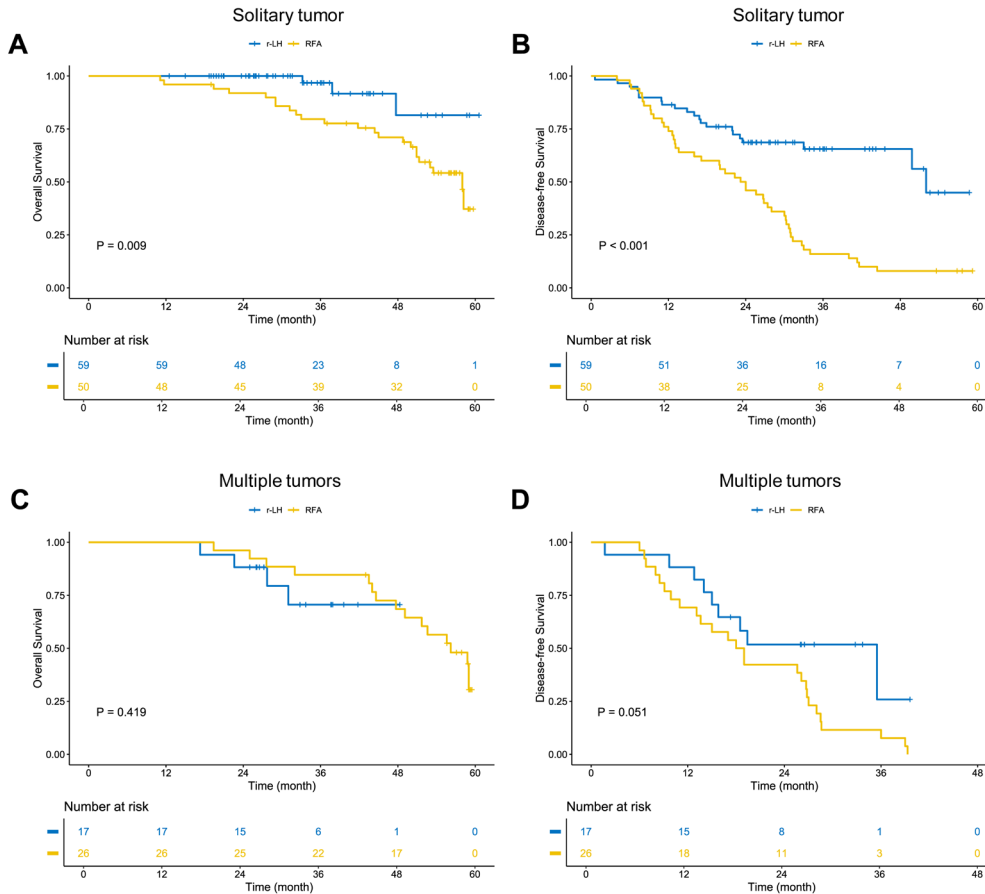 Solitary tumor
A
r-LH RFA
Overall Survival
1.00
0.75
0.50
0.25
0.00
P = 0.009
0 12 24 36 48 60
Time (month)
Number at risk
59 59 48 23 8 1
50 48 45 39 32 0
0 12 24 36 48 60
Time (month)
Solitary tumor
B
r-LH RFA
Disease-free Survival
1.00
0.75
0.50
0.25
0.00
P < 0.001
0 12 24 36 48 60
Time (month)
Number at risk
59 51 36 16 7 0
50 38 25 8 4 0
0 12 24 36 48 60
Time (month)
Multiple tumors
C
r-LH RFA
Overall Survival
1.00
0.75
0.50
0.25
0.00
P = 0.419
0 12 24 36 48 60
Time (month)
Number at risk
17 17 15 6 1 0
26 26 25 22 17 0
0 12 24 36 48 60
Time (month)
Multiple tumors
D
r-LH RFA
Disease-free Survival
1.00
0.75
0.50
0.25
0.00
P = 0.051
0 12 24 36 48
Time (month)
Number at risk
17 15 8 1 0
26 18 11 3 0
0 12 24 36 48
Time (month)